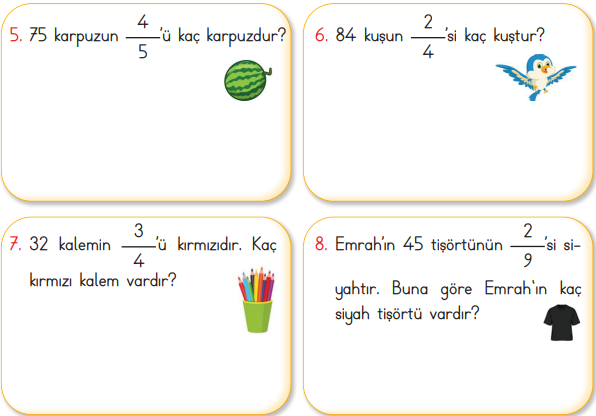 5. 75 karpuzun 4/5'ü kaç karpuzdur?
6. 84 kuşun 2/4'si kaç kuştur?
7. 32 kalemin 3/4'ü kırmızıdır. Kaç
kırmızı kalem vardır?
8. Emrah'ın 45 tişörtünün 2/9'si si-
yahtır. Buna göre Emrah'ın kaç
siyah tişörtü vardır?